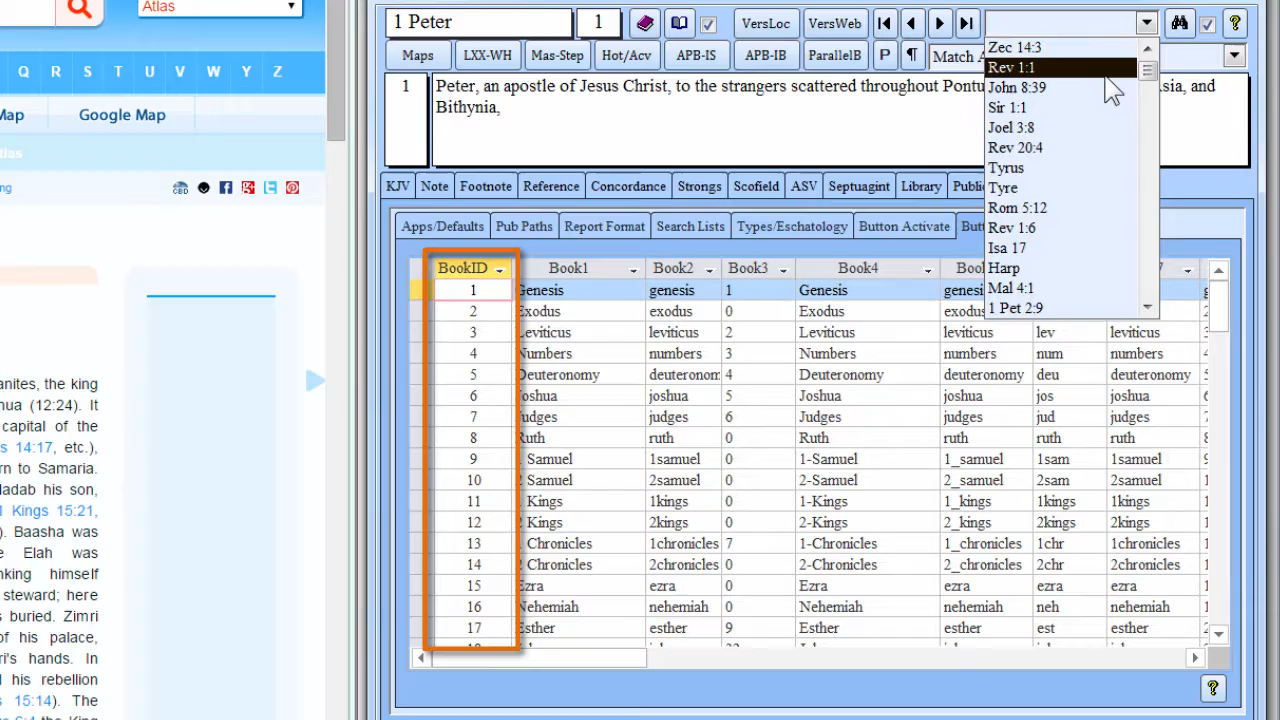 Atlas
Q R S T U V W X Y Z
Map
Google Map
Atlas
CBD
anites, the king
hua (12:24). It
capital of the
s 14:17, etc.),
rn to Samaria.
ladab his son,
Kings 15:21,
). Baasha was
Elah was
nking himself
steward; here
s buried. Zimri
of his palace,
ri's hands. In
his rebellion
15:14). The
the King
1 Peter 1 VersLoc VersWeb ?
Maps LXX-WH Mas-Step Hot/Acv APB-IS APB-IB ParallelB P ¶ Match
1 Peter, an apostle of Jesus Christ, to the strangers scattered throughout and
Bithynia,
Zec 14:3
Rev 1:1
John 8:39
Sir 1:1
Joel 3:8
Rev 20:4
Tyrus
Tyre
Rom 5:12
Rev 1:6
Isa 17
Harp
Mal 4:1
1 Pet 2:9
KJV Note Footnote Reference Concordance Strongs Scofield ASV Septuagint Library Publi
Apps/Defaults Pub Paths Report Format Search Lists Types/Eschatology Button Activate But
BookID Book1 Book2 Book3 Book4 Boo
1 Genesis genesis 1 Genesis genesi
2 Exodus exodus 0 Exodus exodus exodus
3 Leviticus leviticus 2 Leviticus leviticus lev leviticus
4 Numbers numbers 3 Numbers numbers num numbers
5 Deuteronomy deuteronom 4 Deuteronomy deuteronomy deu deuteronomy
6 Joshua joshua 5 Joshua joshua jos joshua
7 Judges judges 6 Judges judges jud judges
8 Ruth ruth 0 Ruth ruth ruth ruth
9 Samuel 1samuel 0 1-Samuel 1_samuel 1sam 1samuel
10 Samuel 2samuel 0 2-Samuel 2_samuel 2sam 2samuel
11 Kings 1kings 0 1-Kings 1_kings 1kings 1kings
12 Kings 2kings 0 2-Kings 2_kings 2kings 2kings
13 Chronicles 1chronicles 7 1-Chronicles 1_chronicles 1chr 1chronicles
14 Chronicles 2chronicles 0 2-Chronicles 2_chronicles 2chr 2chronicles
15 Ezra ezra 0 Ezra ezra ezra ezra
16 Nehemiah nehemiah 0 Nehemiah nehemiah neh nehemiah
17 Esther esther 9 Esther esther est esther
?